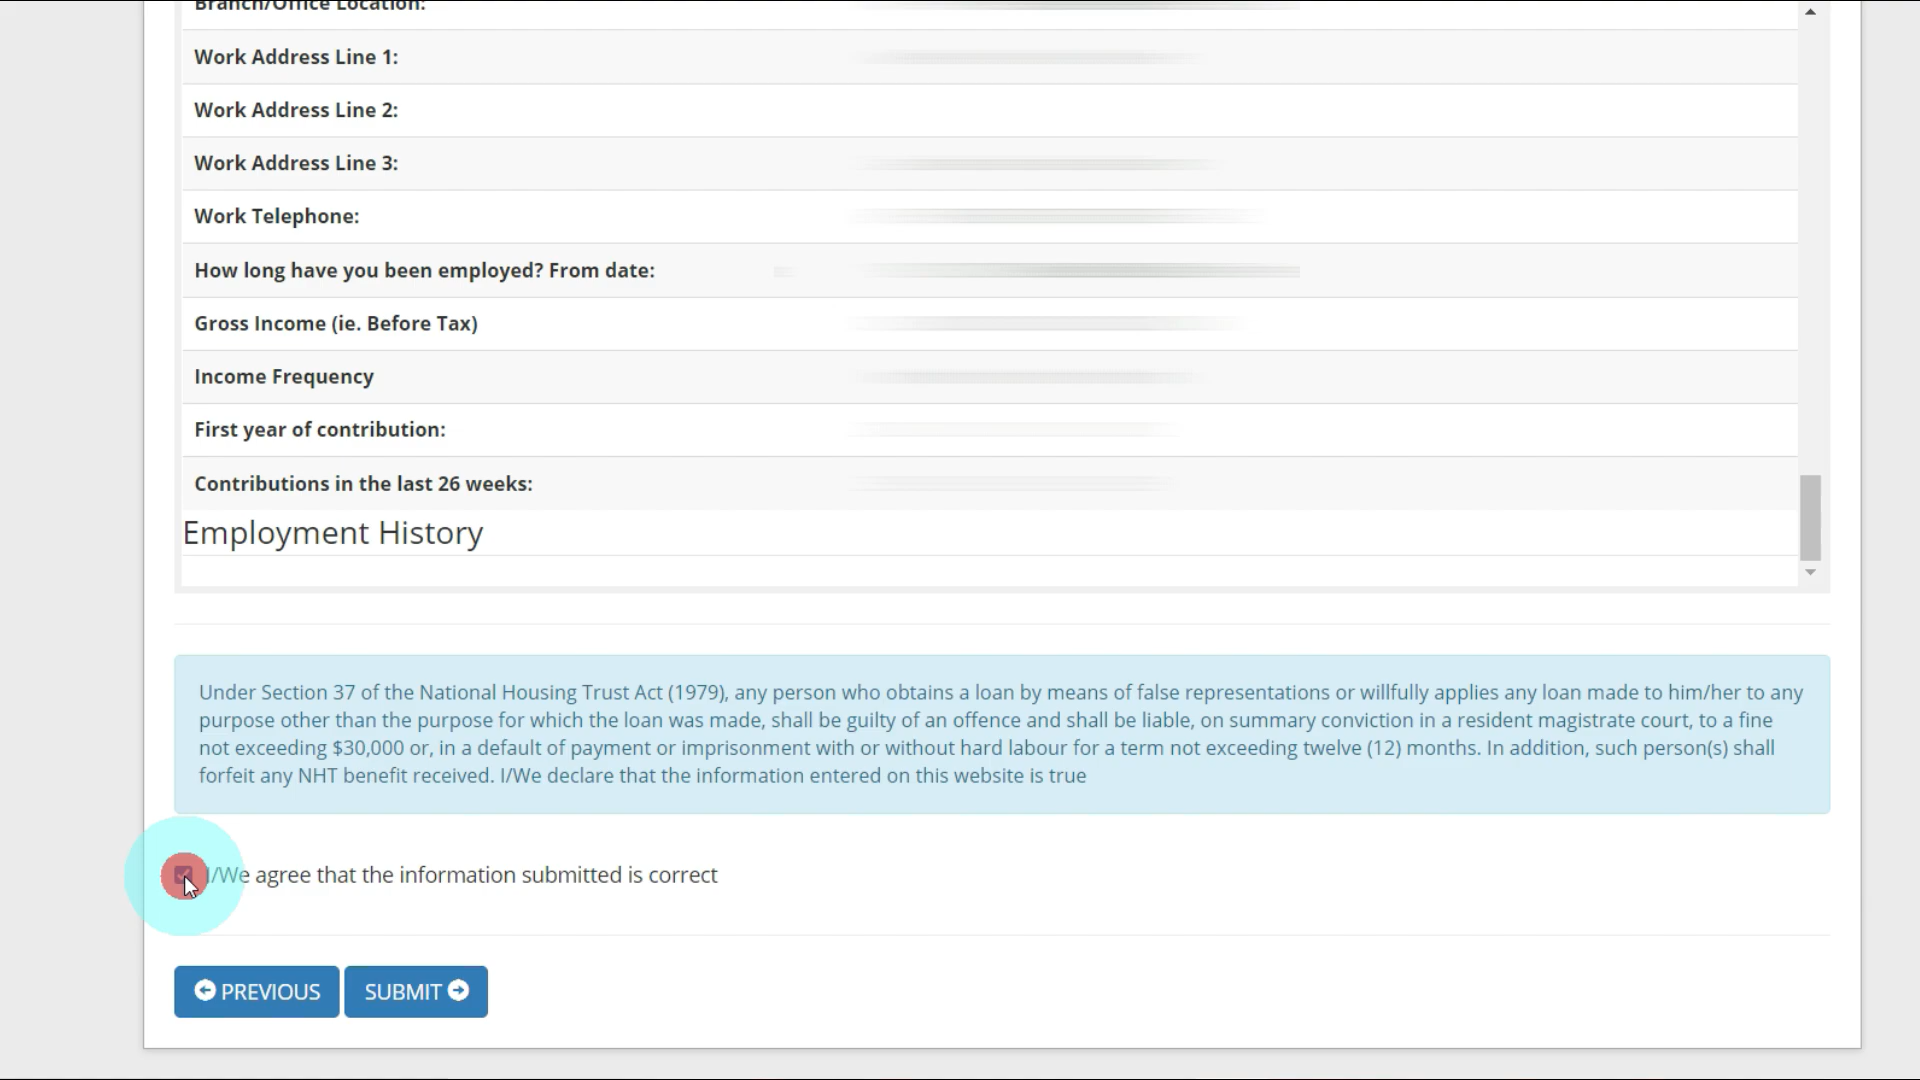 Branch/Office Location:
Work Address Line 1:
Work Address Line 2:
Work Address Line 3:
Work Telephone:
How long have you been employed? From date:
Gross Income (ie. Before Tax)
Income Frequency
First year of contribution:
Contributions in the last 26 weeks:
Employment History
Under Section 37 of the National Housing Trust Act (1979), any person who obtains a loan by means of false representations or willfully applies any loan made to him/her to any
purpose other than the purpose for which the loan was made, shall be guilty of an offence and shall be liable, on summary conviction in a resident magistrate court, to a fine
not exceeding $30,000 or, in a default of payment or imprisonment with or without hard labour for a term not exceeding twelve (12) months. In addition, such person(s) shall
forfeit any NHT benefit received. I/We declare that the information entered on this website is true
I/We agree that the information submitted is correct
PREVIOUS SUBMIT